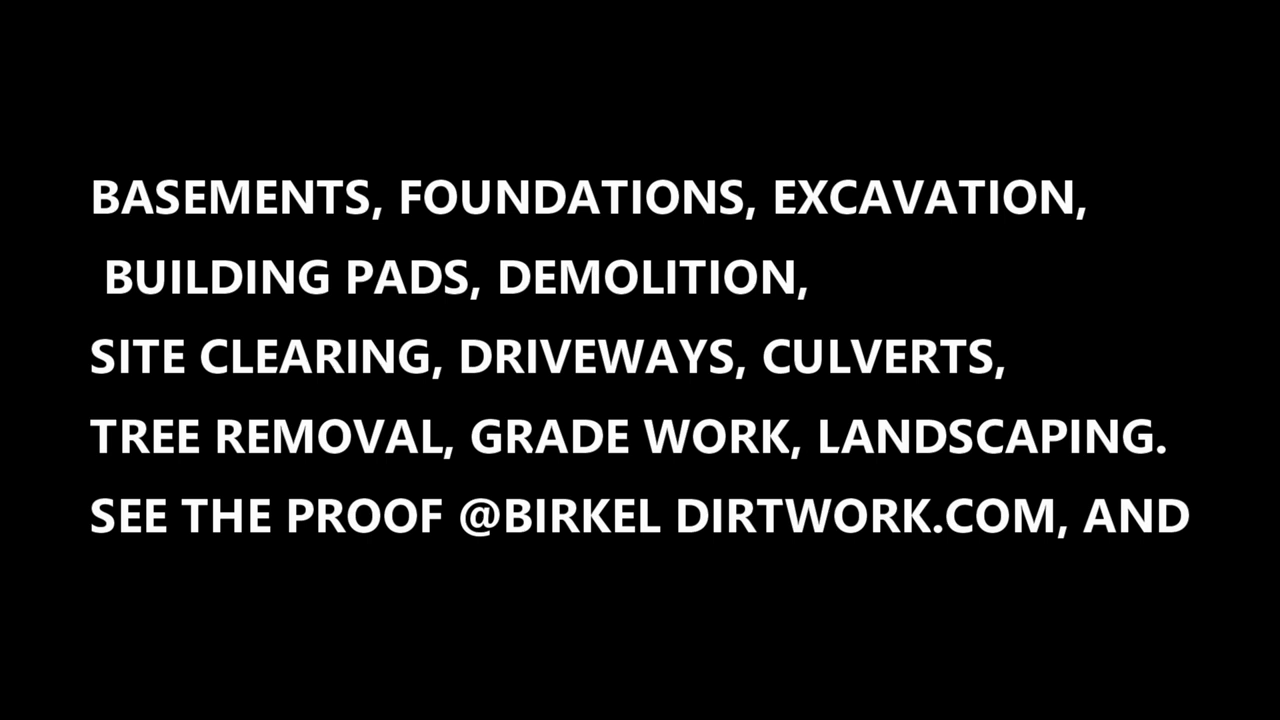 BASEMENTS, FOUNDATIONS, EXCAVATION,
BUILDING PADS, DEMOLITION,
SITE CLEARING, DRIVEWAYS, CULVERTS,
TREE REMOVAL, GRADE WORK, LANDSCAPING.
SEE THE PROOF @BIRKEL DIRTWORK.COM, AND